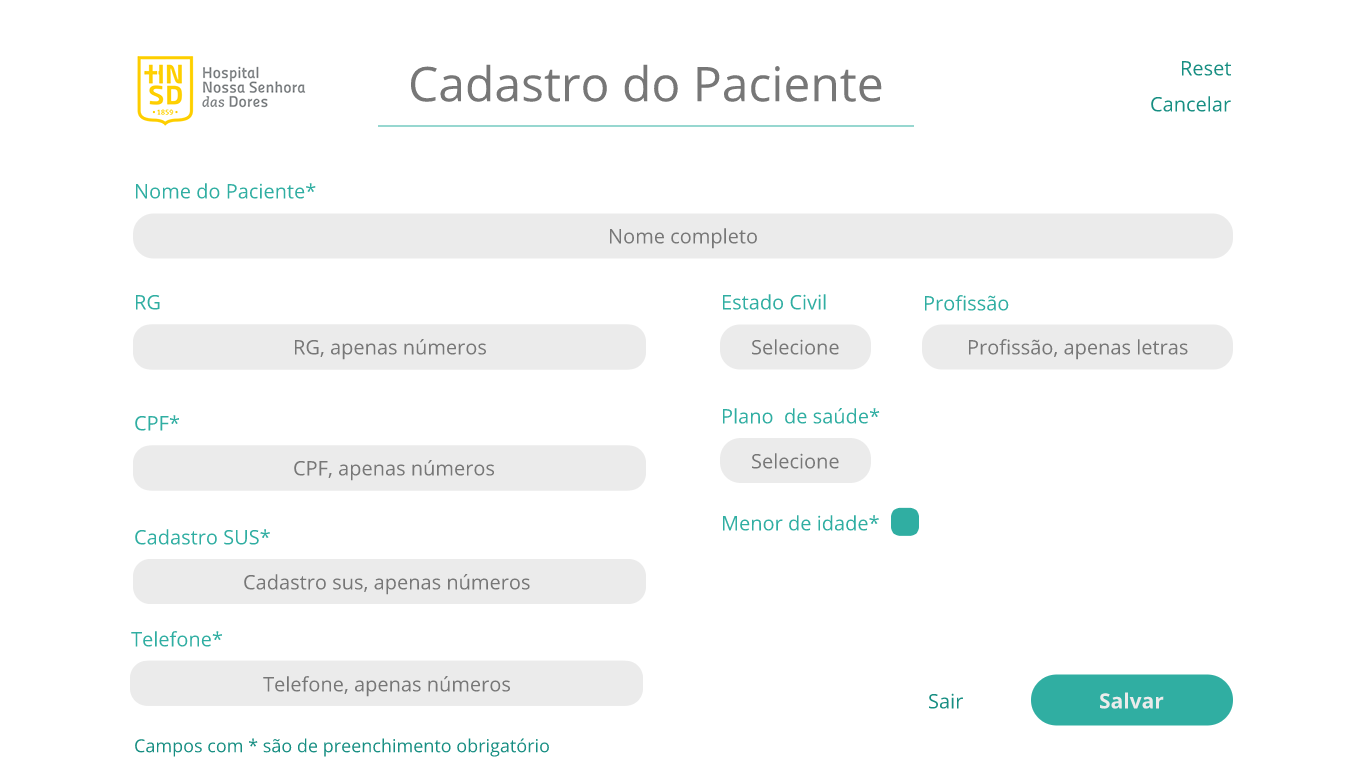 HN
SD
1859
Hospital
Nossa Senhora
das Dores
Cadastro do Paciente
Reset
Cancelar
Nome do Paciente*
Nome completo
RG
Estado Civil
Profissão
RG, apenas números
Selecione
Profissão, apenas letras
CPF*
Plano  de saúde*
CPF, apenas números
Selecione
Menor de idade*
Cadastro SUS*
Cadastro sus, apenas números
Telefone*
Telefone, apenas números
Sair
Salvar
Campos com * são de preenchimento obrigatório